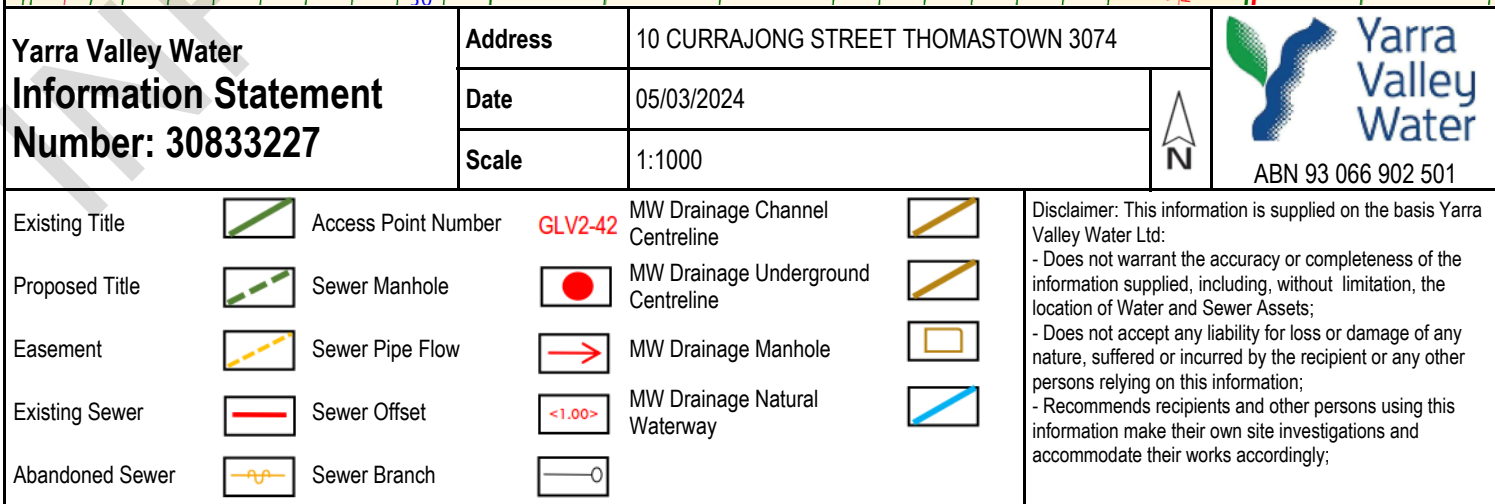 Yarra Valley Water
Information Statement
Number: 30833227
Address
10 CURRAJONG STREET THOMASTOWN 3074
Date
05/03/2024
Scale
1:1000
N
Yarra
Valley
Water
ABN 93 066 902 501
Existing Title
Proposed Title
Easement
Existing Sewer
Abandoned Sewer
Access Point Number
GLV2-42
Sewer Manhole
Sewer Pipe Flow
Sewer Offset
<1.00>
Sewer Branch
MW Drainage Channel
Centreline
MW Drainage Underground
Centreline
MW Drainage Manhole
MW Drainage Natural
Waterway
Disclaimer: This information is supplied on the basis Yarra
Valley Water Ltd:
- Does not warrant the accuracy or completeness of the
information supplied, including, without limitation, the
location of Water and Sewer Assets;
- Does not accept any liability for loss or damage of any
nature, suffered or incurred by the recipient or any other
persons relying on this information;
- Recommends recipients and other persons using this
information make their own site investigations and
accommodate their works accordingly;